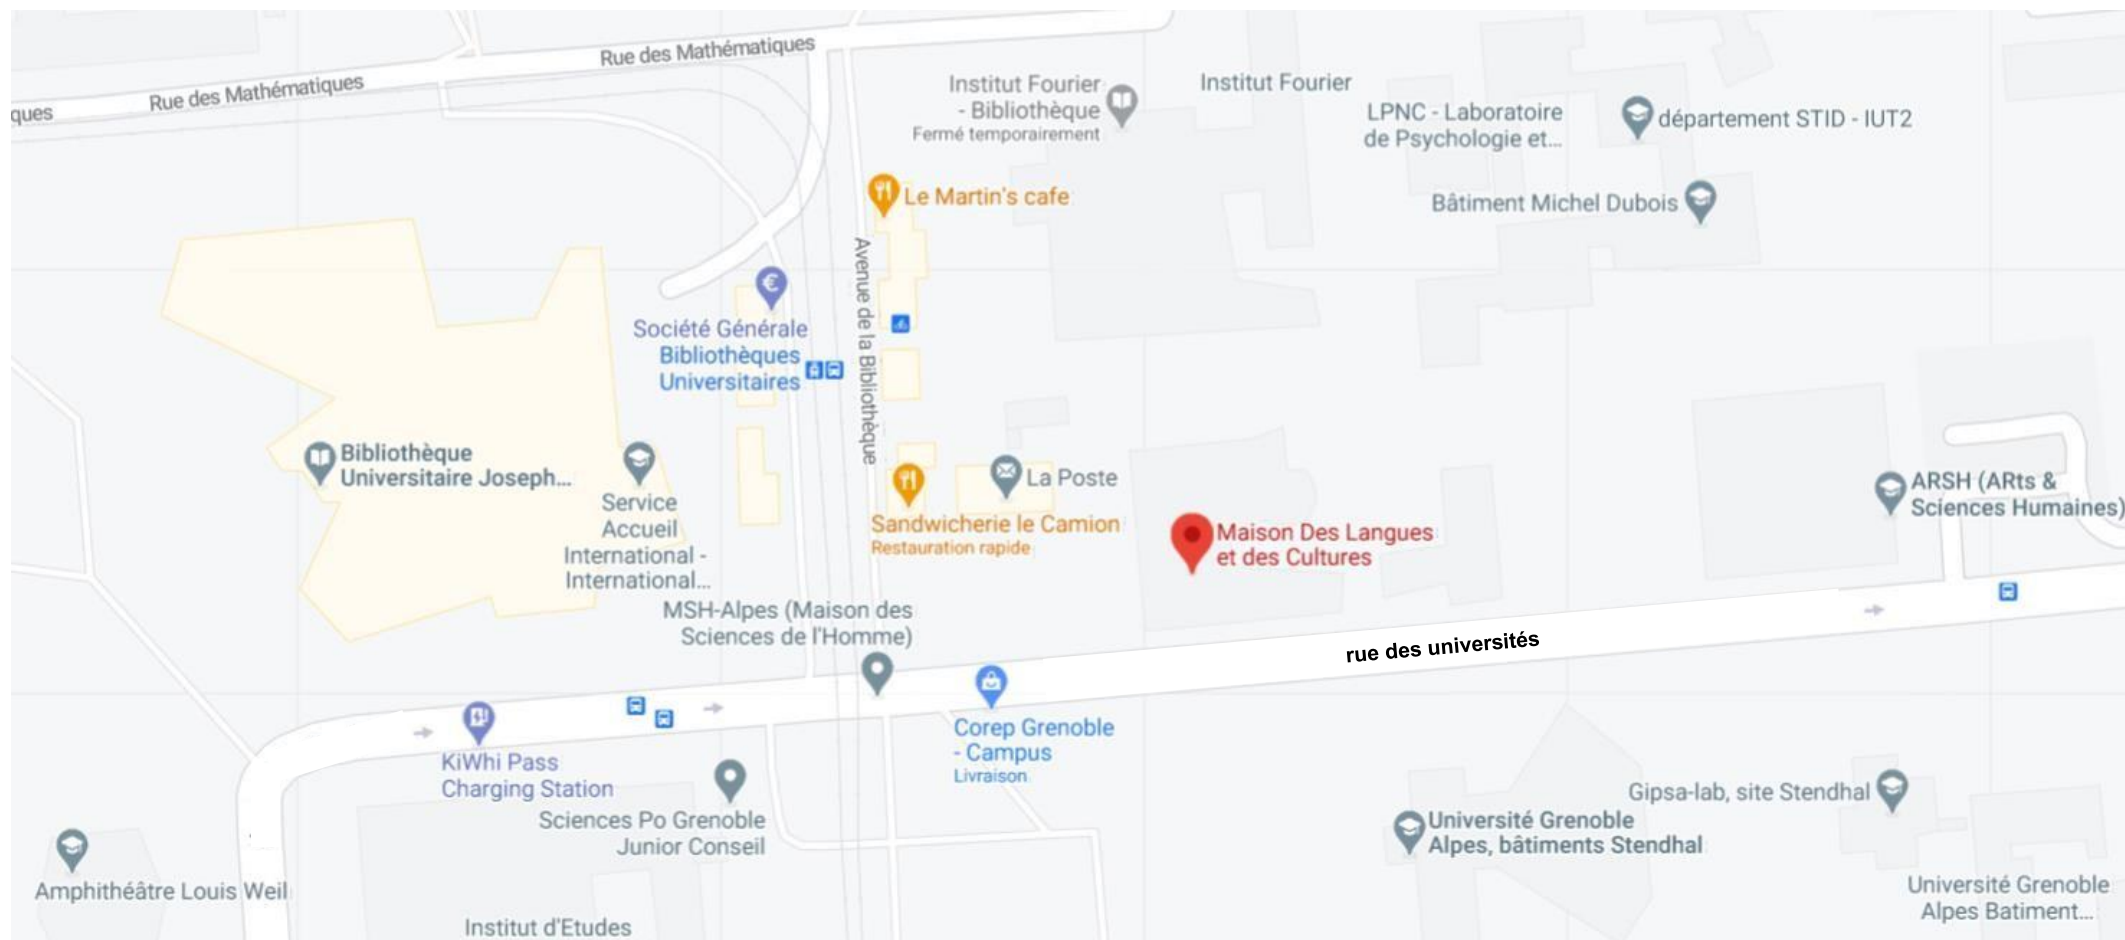 Rue des Mathématiques
Rue des Mathématiques
ques
Institut Fourier
- Bibliothèque
Fermé temporairement
Institut Fourier
LPNC - Laboratoire
de Psychologie et...
département STID - IUT2
Le Martin's cafe
Bâtiment Michel Dubois
Avenue de la Bibliothèque
Société Générale
Bibliothèques
Universitaires
Bibliothèque
Universitaire Joseph...
Service
Accueil
International -
International...
La Poste
Sandwicherie le Camion
Restauration rapide
Maison Des Langues
et des Cultures
ARSH (ARts &
Sciences Humaines)
MSH-Alpes (Maison des
Sciences de l'Homme)
rue des universités
KiWhi Pass
Charging Station
Corep Grenoble
- Campus
Livraison
Sciences Po Grenoble
Junior Conseil
Gipsa-lab, site Stendhal
Université Grenoble
Alpes, bâtiments Stendhal
Amphithéâtre Louis Weil
Université Grenoble
Alpes Batiment...
Institut d'Etudes